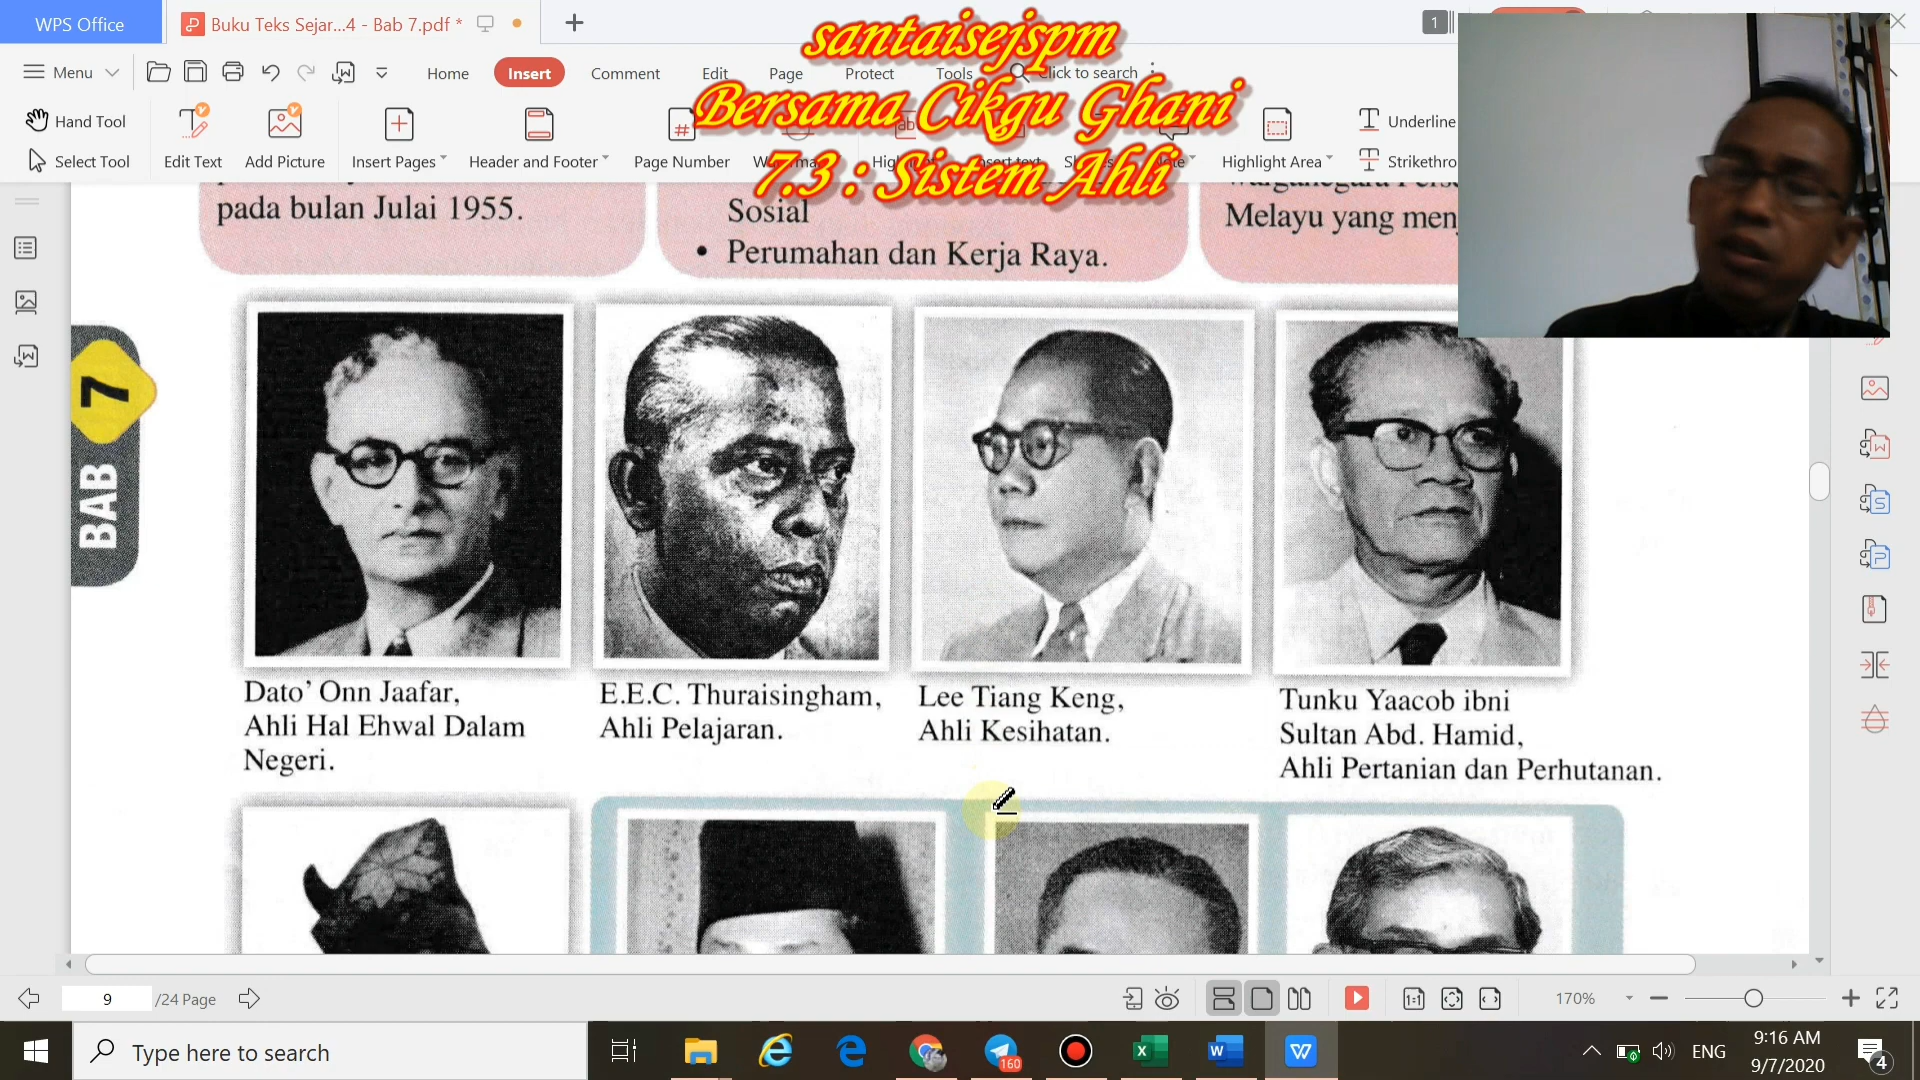 WPS Office
Buku Teks Sejar...4 - Bab 7.pdf *
1
santaisejspm
Bersama Cikgu Ghani
7.3 : Sistem Ahli
Menu
Home
Insert
Comment
Edit
Page
Protect
Tools
Click to search
Hand Tool
Select Tool
Edit Text
Add Picture
Insert Pages
Header and Footer
Page Number
Highlight Area
Underline
Strikethro
pada bulan Julai 1955.
Sosial
• Perumahan dan Kerja Raya.
Melayu yang men
BAB 7
Dato' Onn Jaafar,
Ahli Hal Ehwal Dalam
Negeri.
E.E.C. Thuraisingham,
Ahli Pelajaran.
Lee Tiang Keng,
Ahli Kesihatan.
Tunku Yaacob ibni
Sultan Abd. Hamid,
Ahli Pertanian dan Perhutanan.
9
/24 Page
1:1
170%
Type here to search
160
ENG
9:16 AM
9/7/2020
4